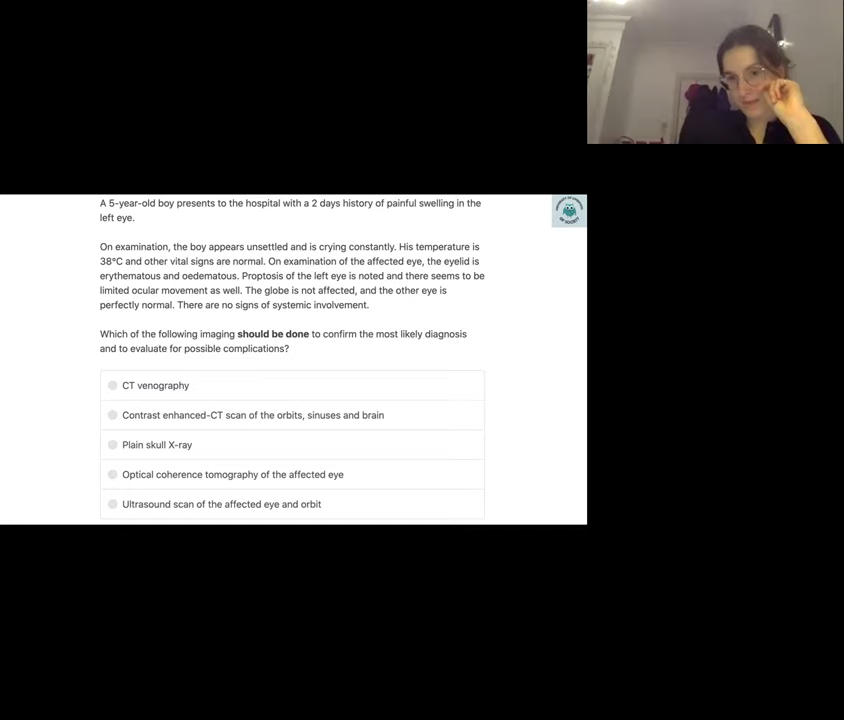 A 5-year-old boy presents to the hospital with a 2 days history of painful swelling in the
left eye.
On examination, the boy appears unsettled and is crying constantly. His temperature is
38°C and other vital signs are normal. On examination of the affected eye, the eyelid is
erythematous and oedematous. Proptosis of the left eye is noted and there seems to be
limited ocular movement as well. The globe is not affected, and the other eye is
perfectly normal. There are no signs of systemic involvement.
Which of the following imaging should be done to confirm the most likely diagnosis
and to evaluate for possible complications?
CT venography
Contrast enhanced-CT scan of the orbits, sinuses and brain
Plain skull X-ray
Optical coherence tomography of the affected eye
Ultrasound scan of the affected eye and orbit